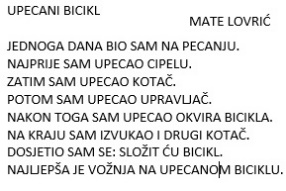 UPECANI BICIKL
MATE LOVRIĆ
JEDNOGA DANA BIO SAM NA PECANJU.
NAJPRIJE SAM UPECAO CIPELU.
ZATIM SAM UPECAO KOTAČ.
POTOM SAM UPECAO UPRAVLJAČ.
NAKON TOGA SAM UPECAO OKVIRA BICIKLA.
NA KRAJU SAM IZVUKAO I DRUGI KOTAČ.
DOSJETIO SAM SE: SLOŽIT ĆU BICIKL.
NAJLJEPŠA JE VOŽNJA NA UPECANOM BICIKLU.